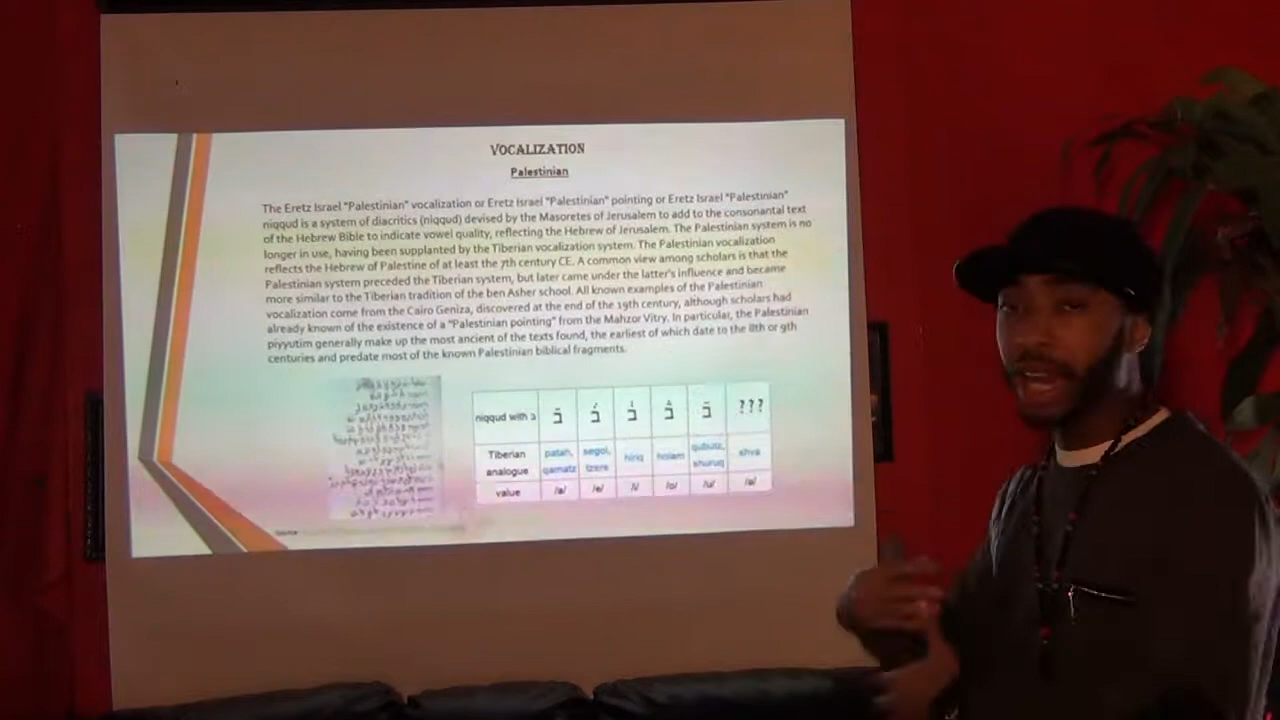 VOCALIZATION
Palestinian
The Eretz Israel "Palestinian" vocalization or Eretz Israel "Palestinian" pointing or Eretz Israel "Palestinian"
niqqud is a system of diacritics (niqqud) devised by the Masoretes of Jerusalem to add to the consonantal text
of the Hebrew Bible to indicate vowel quality, reflecting the Hebrew of Jerusalem. The Palestinian system is no
longer in use, having been supplanted by the Tiberian vocalization system. The Palestinian vocalization
reflects the Hebrew of Palestine of at least the 7th century CE. A common view among scholars is that the
Palestinian system preceded the Tiberian system, but later came under the latter's influence and became
more similar to the Tiberian tradition of the ben Asher school. All known examples of the Palestinian
vocalization come from the Cairo Geniza, discovered at the end of the 19th century, although scholars had
already known of the existence of a "Palestinian pointing" from the Mahzor Vitry. In particular, the Palestinian
piyyutim generally make up the most ancient of the texts found, the earliest of which date to the 8th or 9th
centuries and predate most of the known Palestinian biblical fragments.
niqqud with ב ???
Tiberian analogue patah, qamatz segol, tzere hiriq holam qubutz, shuruq shva
value /a/ /e/ /i/ /o/ /u/ /ə/